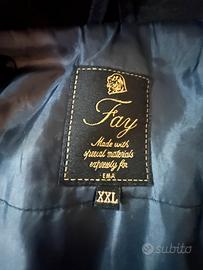 Fay
Made with
special materials
expressly for
E.M.A
XXL
subito